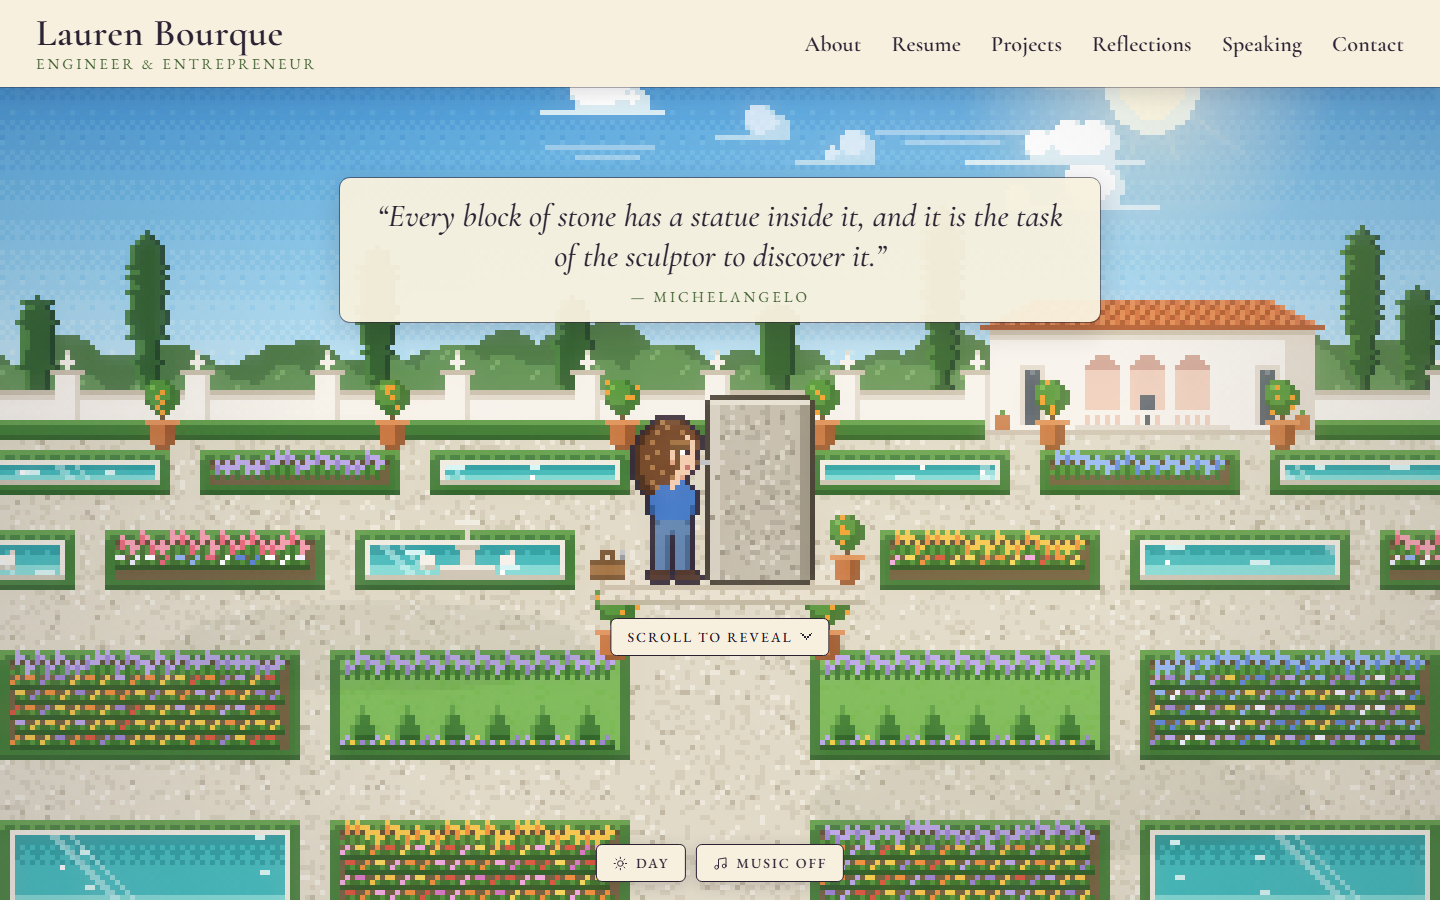 Lauren Bourque
ENGINEER & ENTREPRENEUR
About Resume Projects Reflections Speaking Contact
“Every block of stone has a statue inside it, and it is the task
of the sculptor to discover it.”
— MICHELANGELO
SCROLL TO REVEAL
DAY
MUSIC OFF